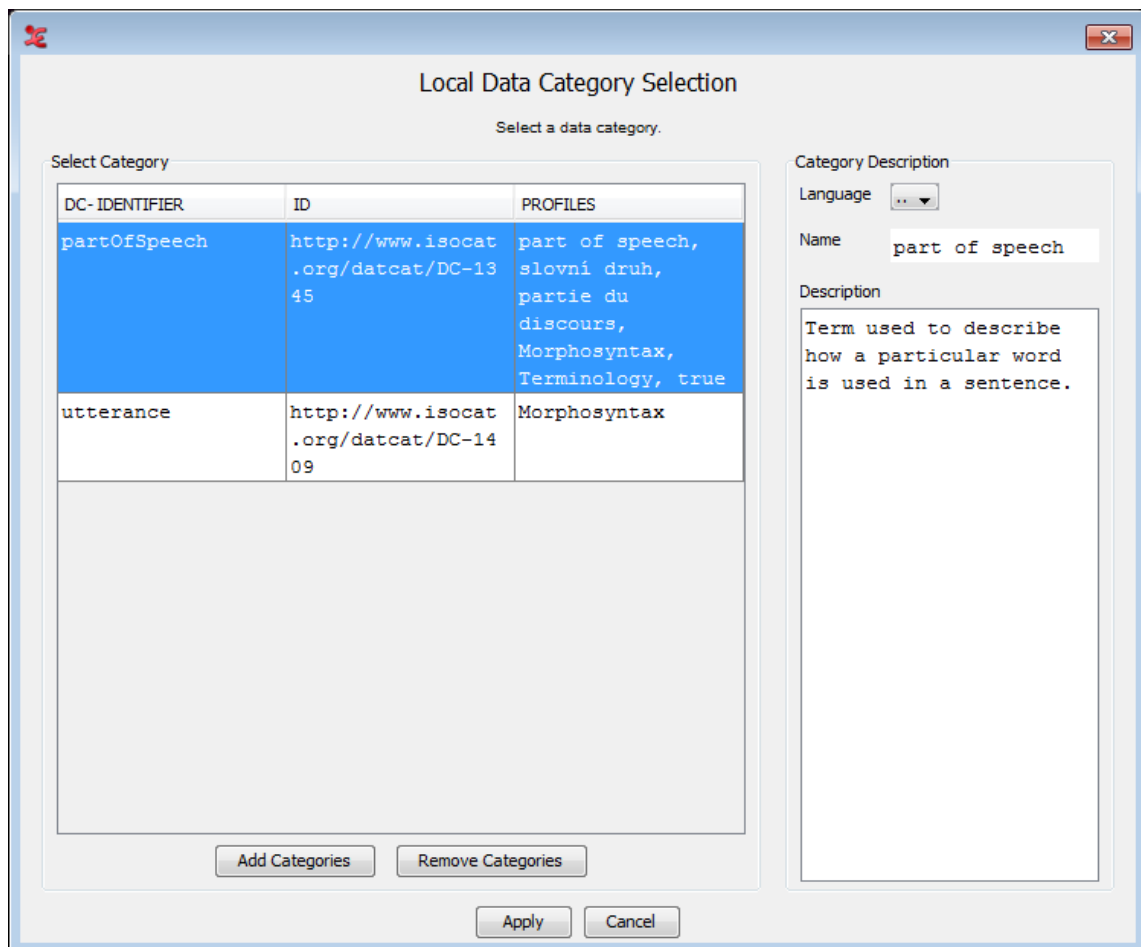 Local Data Category Selection
Select a data category.
Select Category
DC-IDENTIFIER ID PROFILES
partOfSpeech
http://www.isocat
.org/datcat/DC-13
45
part of speech,
slovní druh,
partie du
discours,
Morphosyntax,
Terminology, true
utterance
http://www.isocat
.org/datcat/DC-14
09
Morphosyntax
Add Categories Remove Categories
Category Description
Language ..
Name part of speech
Description
Term used to describe
how a particular word
is used in a sentence.
Apply Cancel